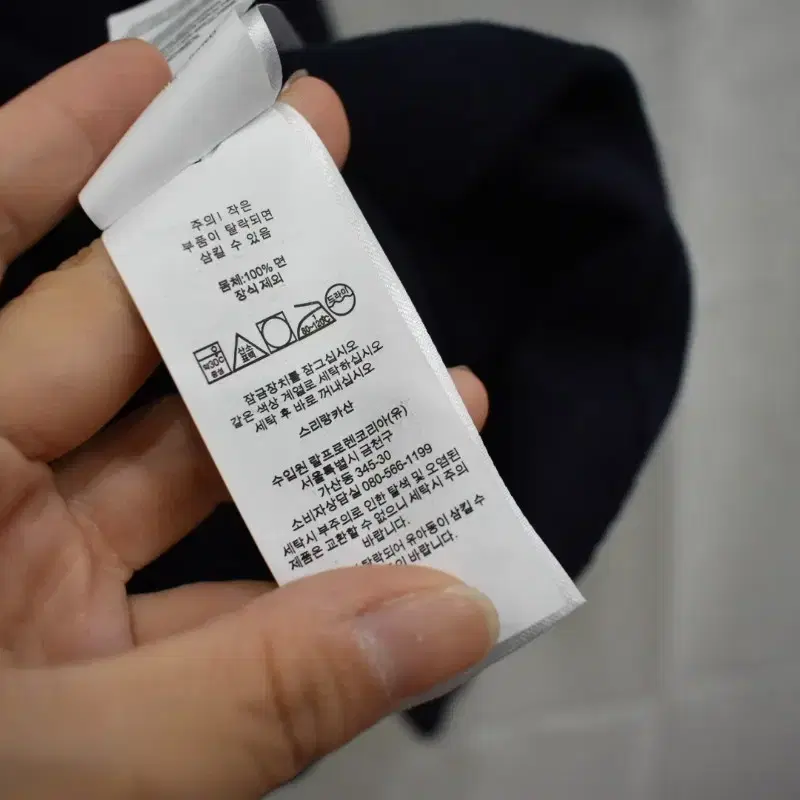 주의! 작은
부품이 탈락되면
삼킬 수 있음
몸체:100% 면
장식 제외
약30℃
중성
산소
표백
80~120℃
드라이
잠금장치를 잠그십시오
같은 색상 계열로 세탁하십시오
세탁 후 바로 꺼내십시오
스리랑카산
수입원 랄프로렌코리아(유)
서울특별시 금천구
가산동 345-30
소비자상담실 080-566-1199
세탁시 부주의로 인한 탈색 및 오염된
제품은 교환할 수 없으니 세탁시 주의
바랍니다.
탈락되어 유아동이 삼킬 수
바랍니다.